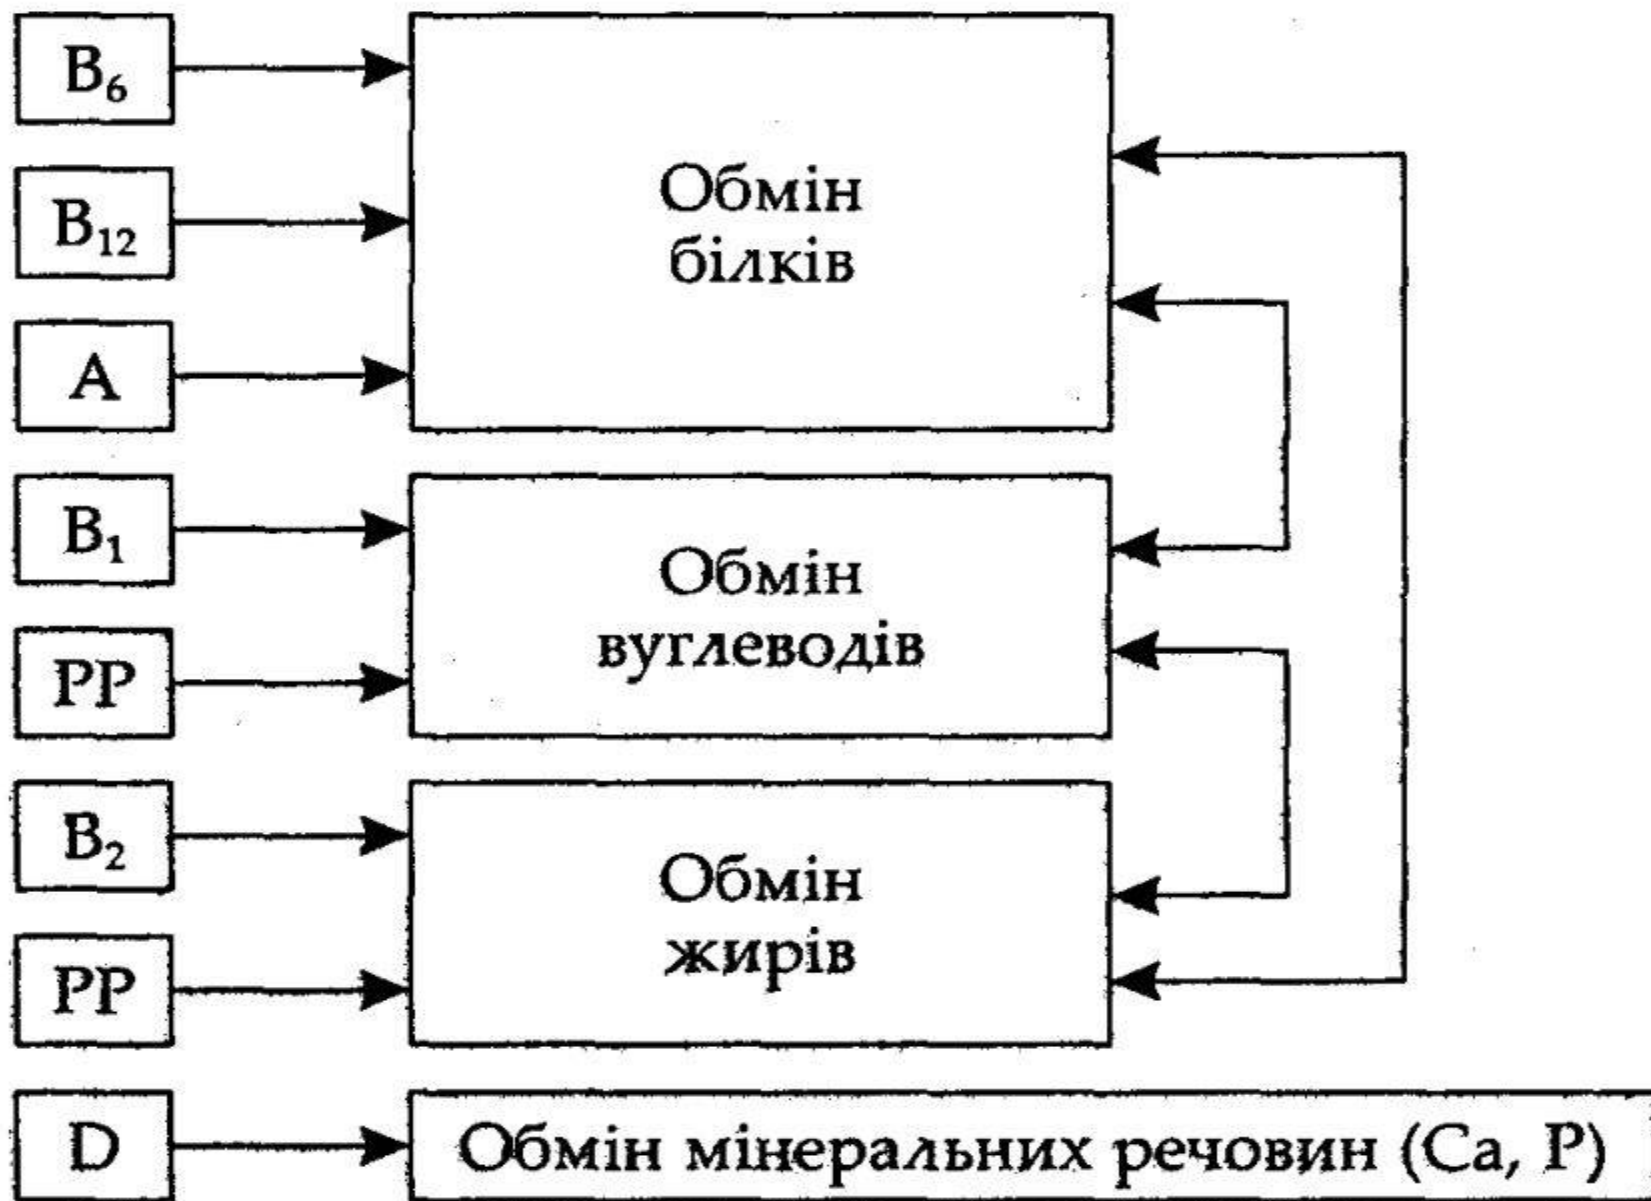 B₆
B₁₂
A
Обмін
білків
B₁
PP
Обмін
вуглеводів
B₂
PP
Обмін
жирів
D
Обмін мінеральних речовин (Ca, P)